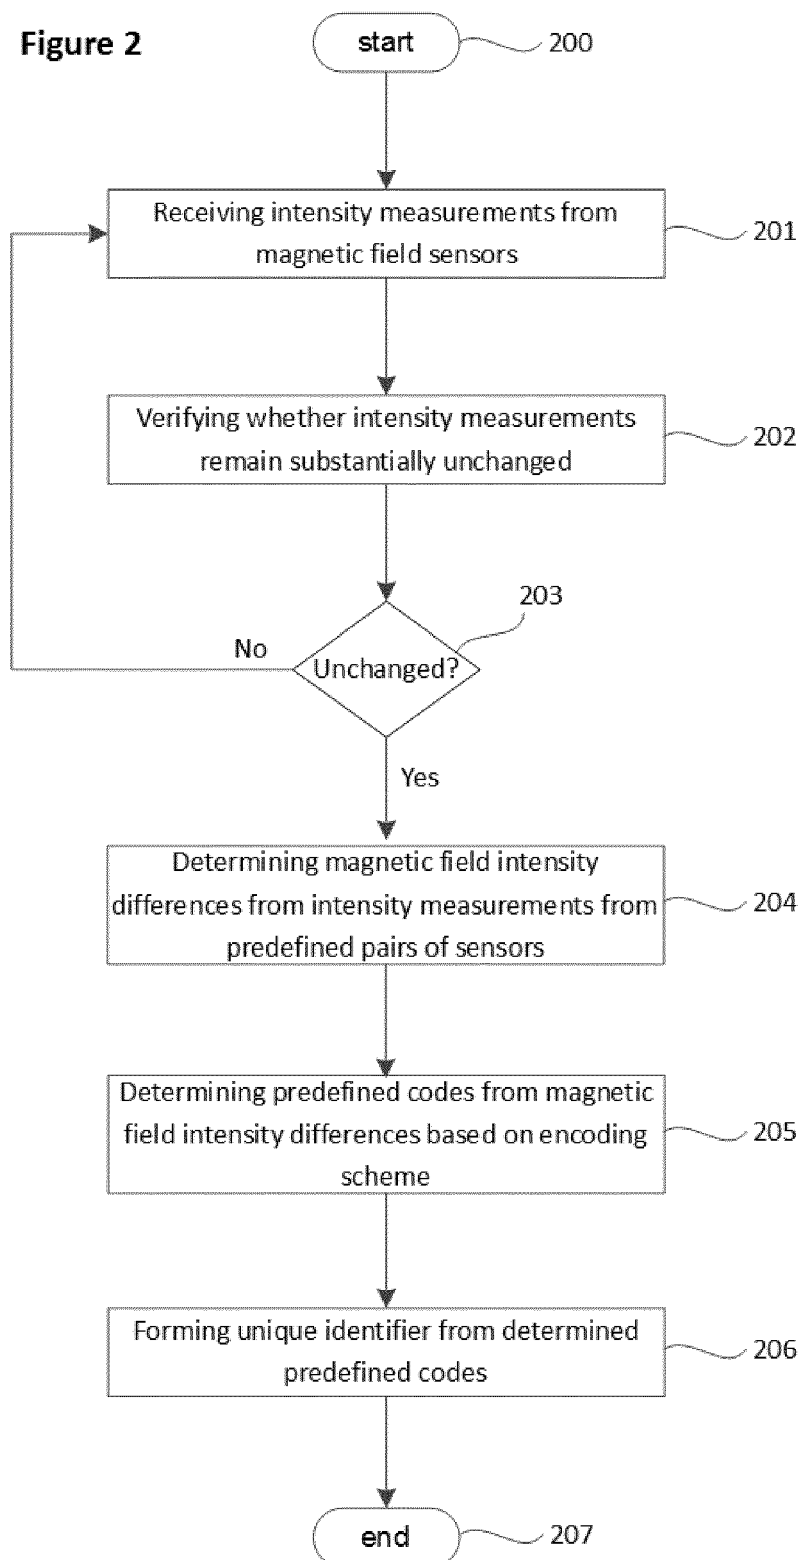 Figure 2
start
200
Receiving intensity measurements from
magnetic field sensors
201
Verifying whether intensity measurements
remain substantially unchanged
202
203
Unchanged?
No
Yes
Determining magnetic field intensity
differences from intensity measurements from
predefined pairs of sensors
204
Determining predefined codes from magnetic
field intensity differences based on encoding
scheme
205
Forming unique identifier from determined
predefined codes
206
end
207